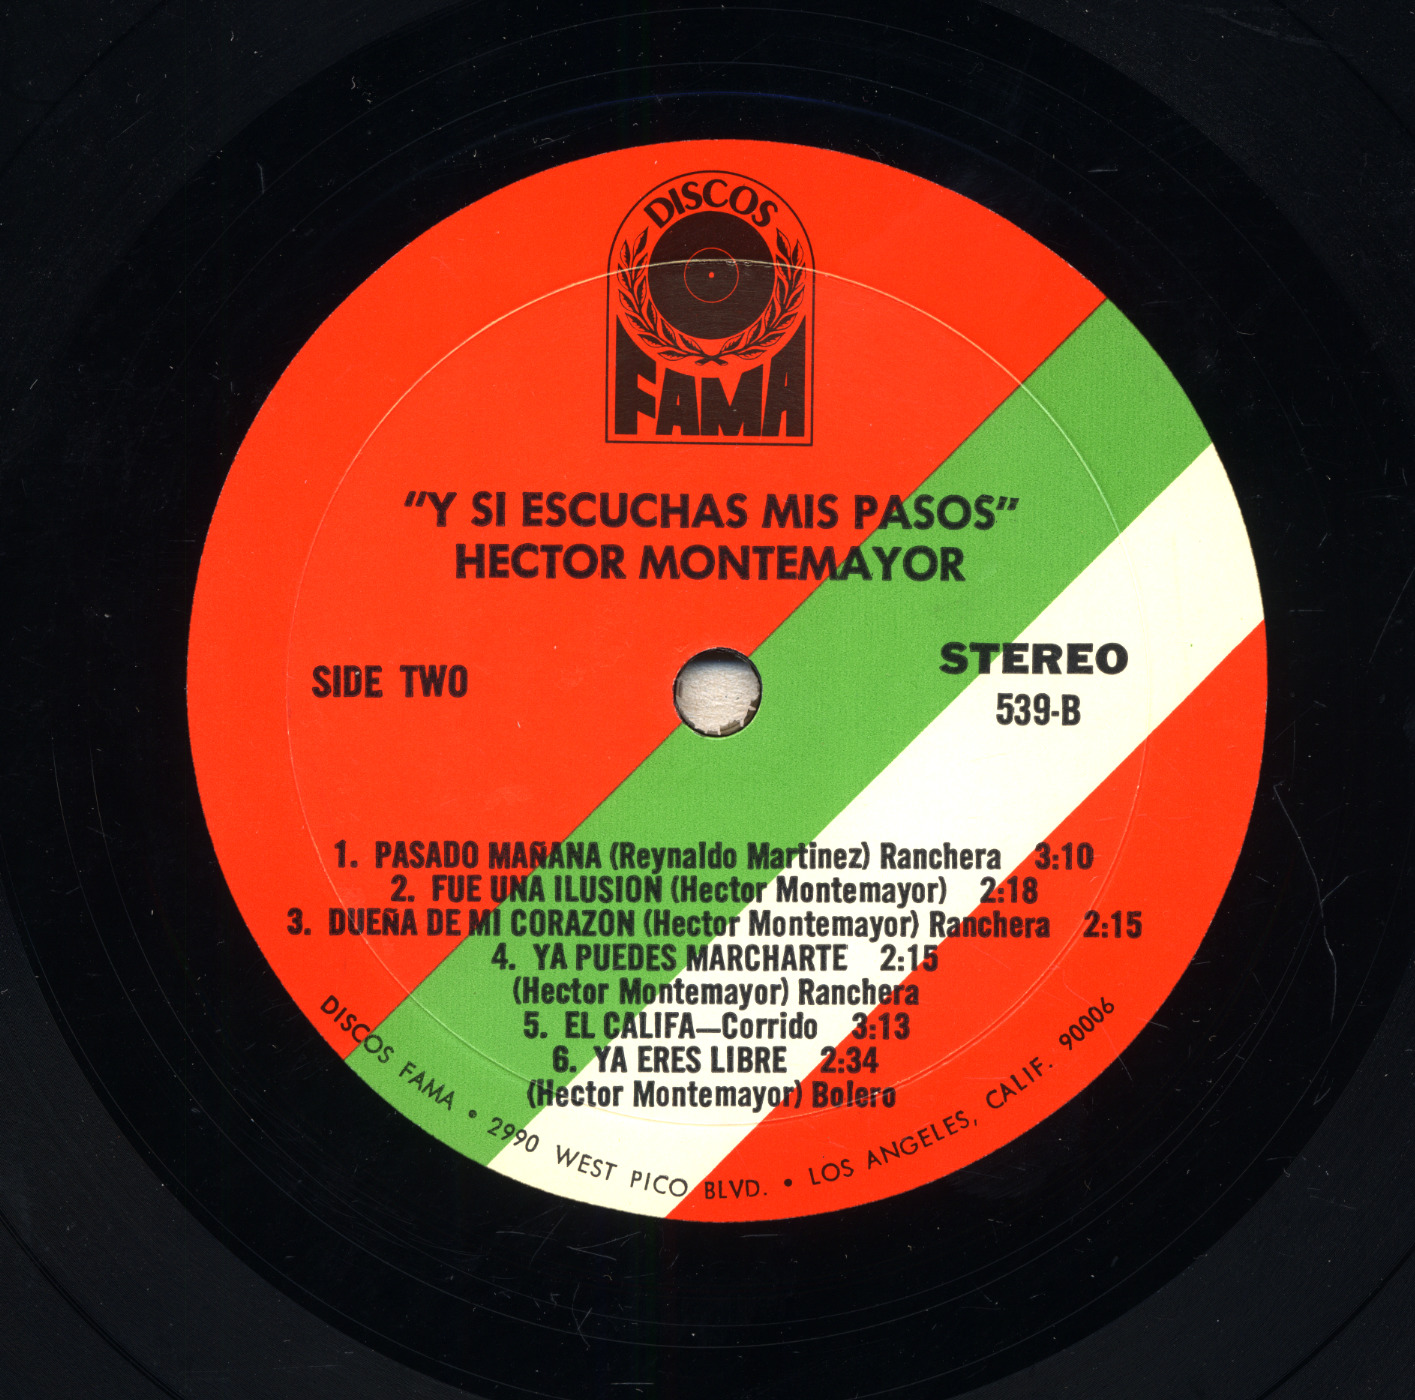 DISCOS
FAMA
"Y SI ESCUCHAS MIS PASOS"
HECTOR MONTEMAYOR
SIDE TWO
STEREO
539-B
1. PASADO MAÑANA (Reynaldo Martinez) Ranchera 3:10
2. FUE UNA ILUSION (Hector Montemayor) 2:18
3. DUEÑA DE MI CORAZON (Hector Montemayor) Ranchera 2:15
4. YA PUEDES MARCHARTE 2:15
(Hector Montemayor) Ranchera
5. EL CALIFA—Corrido 3:13
6. YA ERES LIBRE 2:34
(Hector Montemayor) Bolero
DISCOS FAMA • 2990 WEST PICO BLVD. • LOS ANGELES, CALIF. 90006